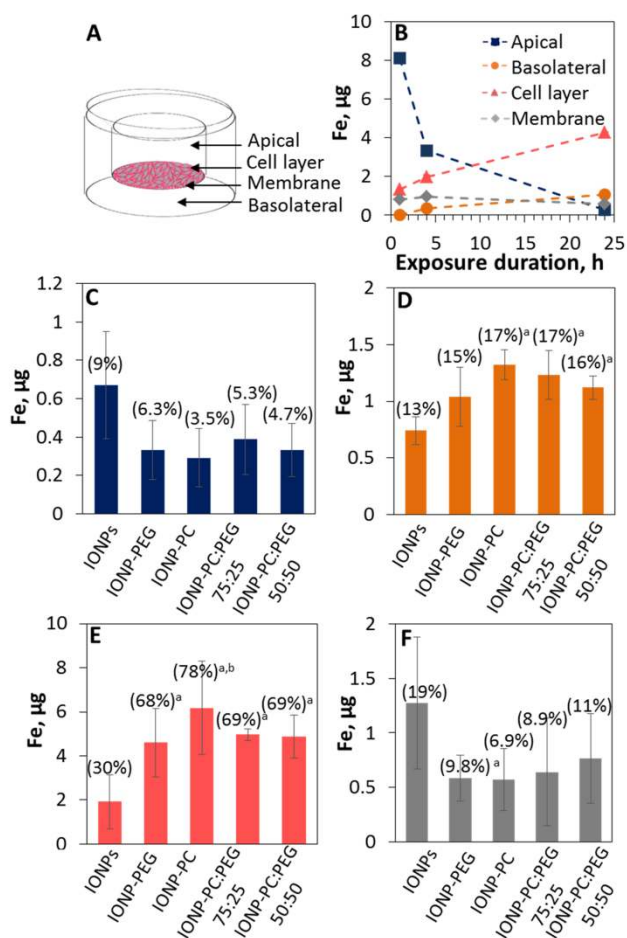 A
Apical
Cell layer
Membrane
Basolateral
B
Fe, µg
10
8
6
4
2
0
Apical
Basolateral
Cell layer
Membrane
0 5 10 15 20 25
Exposure duration, h
C
Fe, µg
1.2
1
0.8
0.6
0.4
0.2
0
(9%)
(6.3%)
(3.5%)
(5.3%)
(4.7%)
IONPs
IONP-PEG
IONP-PC
IONP-PC:PEG
75:25
IONP-PC:PEG
50:50
D
Fe, µg
2
1.5
1
0.5
0
(13%)
(15%)
(17%)a
(17%)a
(16%)a
IONPs
IONP-PEG
IONP-PC
IONP-PC:PEG
75:25
IONP-PC:PEG
50:50
E
Fe, µg
10
8
6
4
2
0
(30%)
(68%)a
(78%)a,b
(69%)a
(69%)a
IONPs
IONP-PEG
IONP-PC
IONP-PC:PEG
75:25
IONP-PC:PEG
50:50
F
Fe, µg
2
1.5
1
0.5
0
(19%)
(9.8%)
(6.9%)
a
(8.9%)
(11%)
IONPs
IONP-PEG
IONP-PC
IONP-PC:PEG
75:25
IONP-PC:PEG
50:50